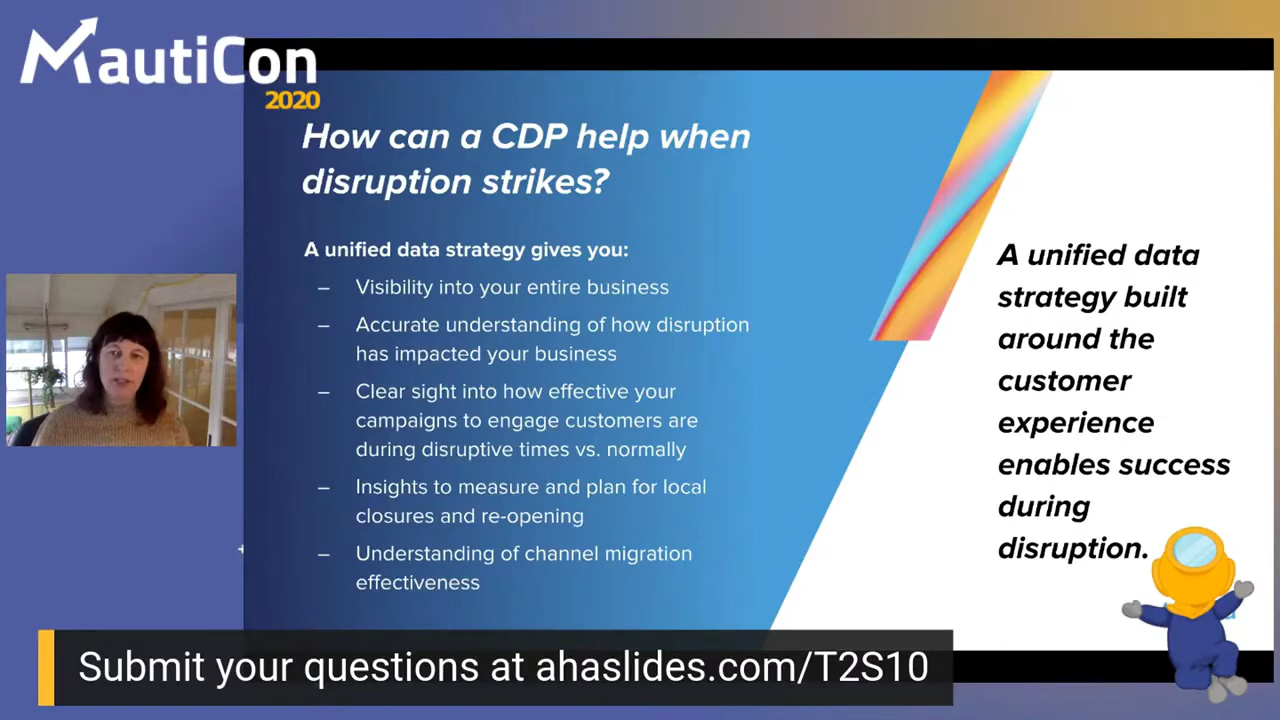 MautiCon
2020
How can a CDP help when
disruption strikes?
A unified data strategy gives you:
– Visibility into your entire business
– Accurate understanding of how disruption
has impacted your business
– Clear sight into how effective your
campaigns to engage customers are
during disruptive times vs. normally
– Insights to measure and plan for local
closures and re-opening
– Understanding of channel migration
effectiveness
A unified data
strategy built
around the
customer
experience
enables success
during
disruption.
Submit your questions at ahaslides.com/T2S10